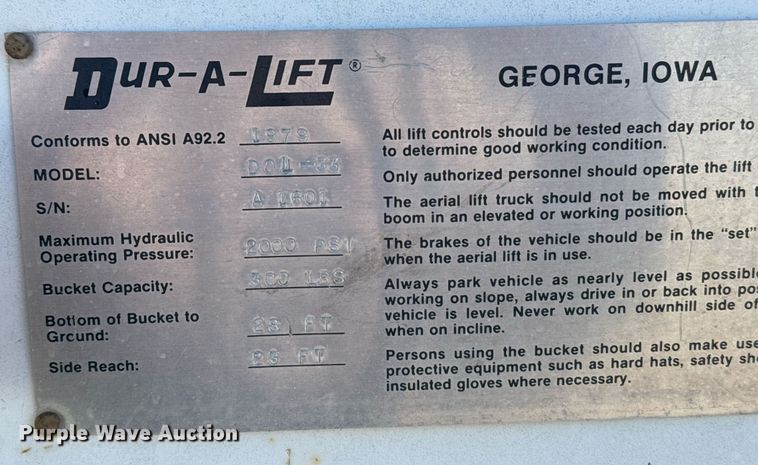 DUR-A-LIFT®
GEORGE, IOWA
Conforms to ANSI A92.2 1979
MODEL:
S/N: A 1601
Maximum Hydraulic
Operating Pressure: 2000 PSI
Bucket Capacity: LBS
Bottom of Bucket to
Ground: 28 FT
Side Reach: FT
All lift controls should be tested each day prior to
to determine good working condition.
Only authorized personnel should operate the lift
The aerial lift truck should not be moved with t
boom in an elevated or working position.
The brakes of the vehicle should be in the "set"
when the aerial lift is in use.
Always park vehicle as nearly level as possible
working on slope, always drive in or back into pos
vehicle is level. Never work on downhill side of
when on incline.
Persons using the bucket should also make use
protective equipment such as hard hats, safety sho
insulated gloves where necessary.
Purple Wave Auction